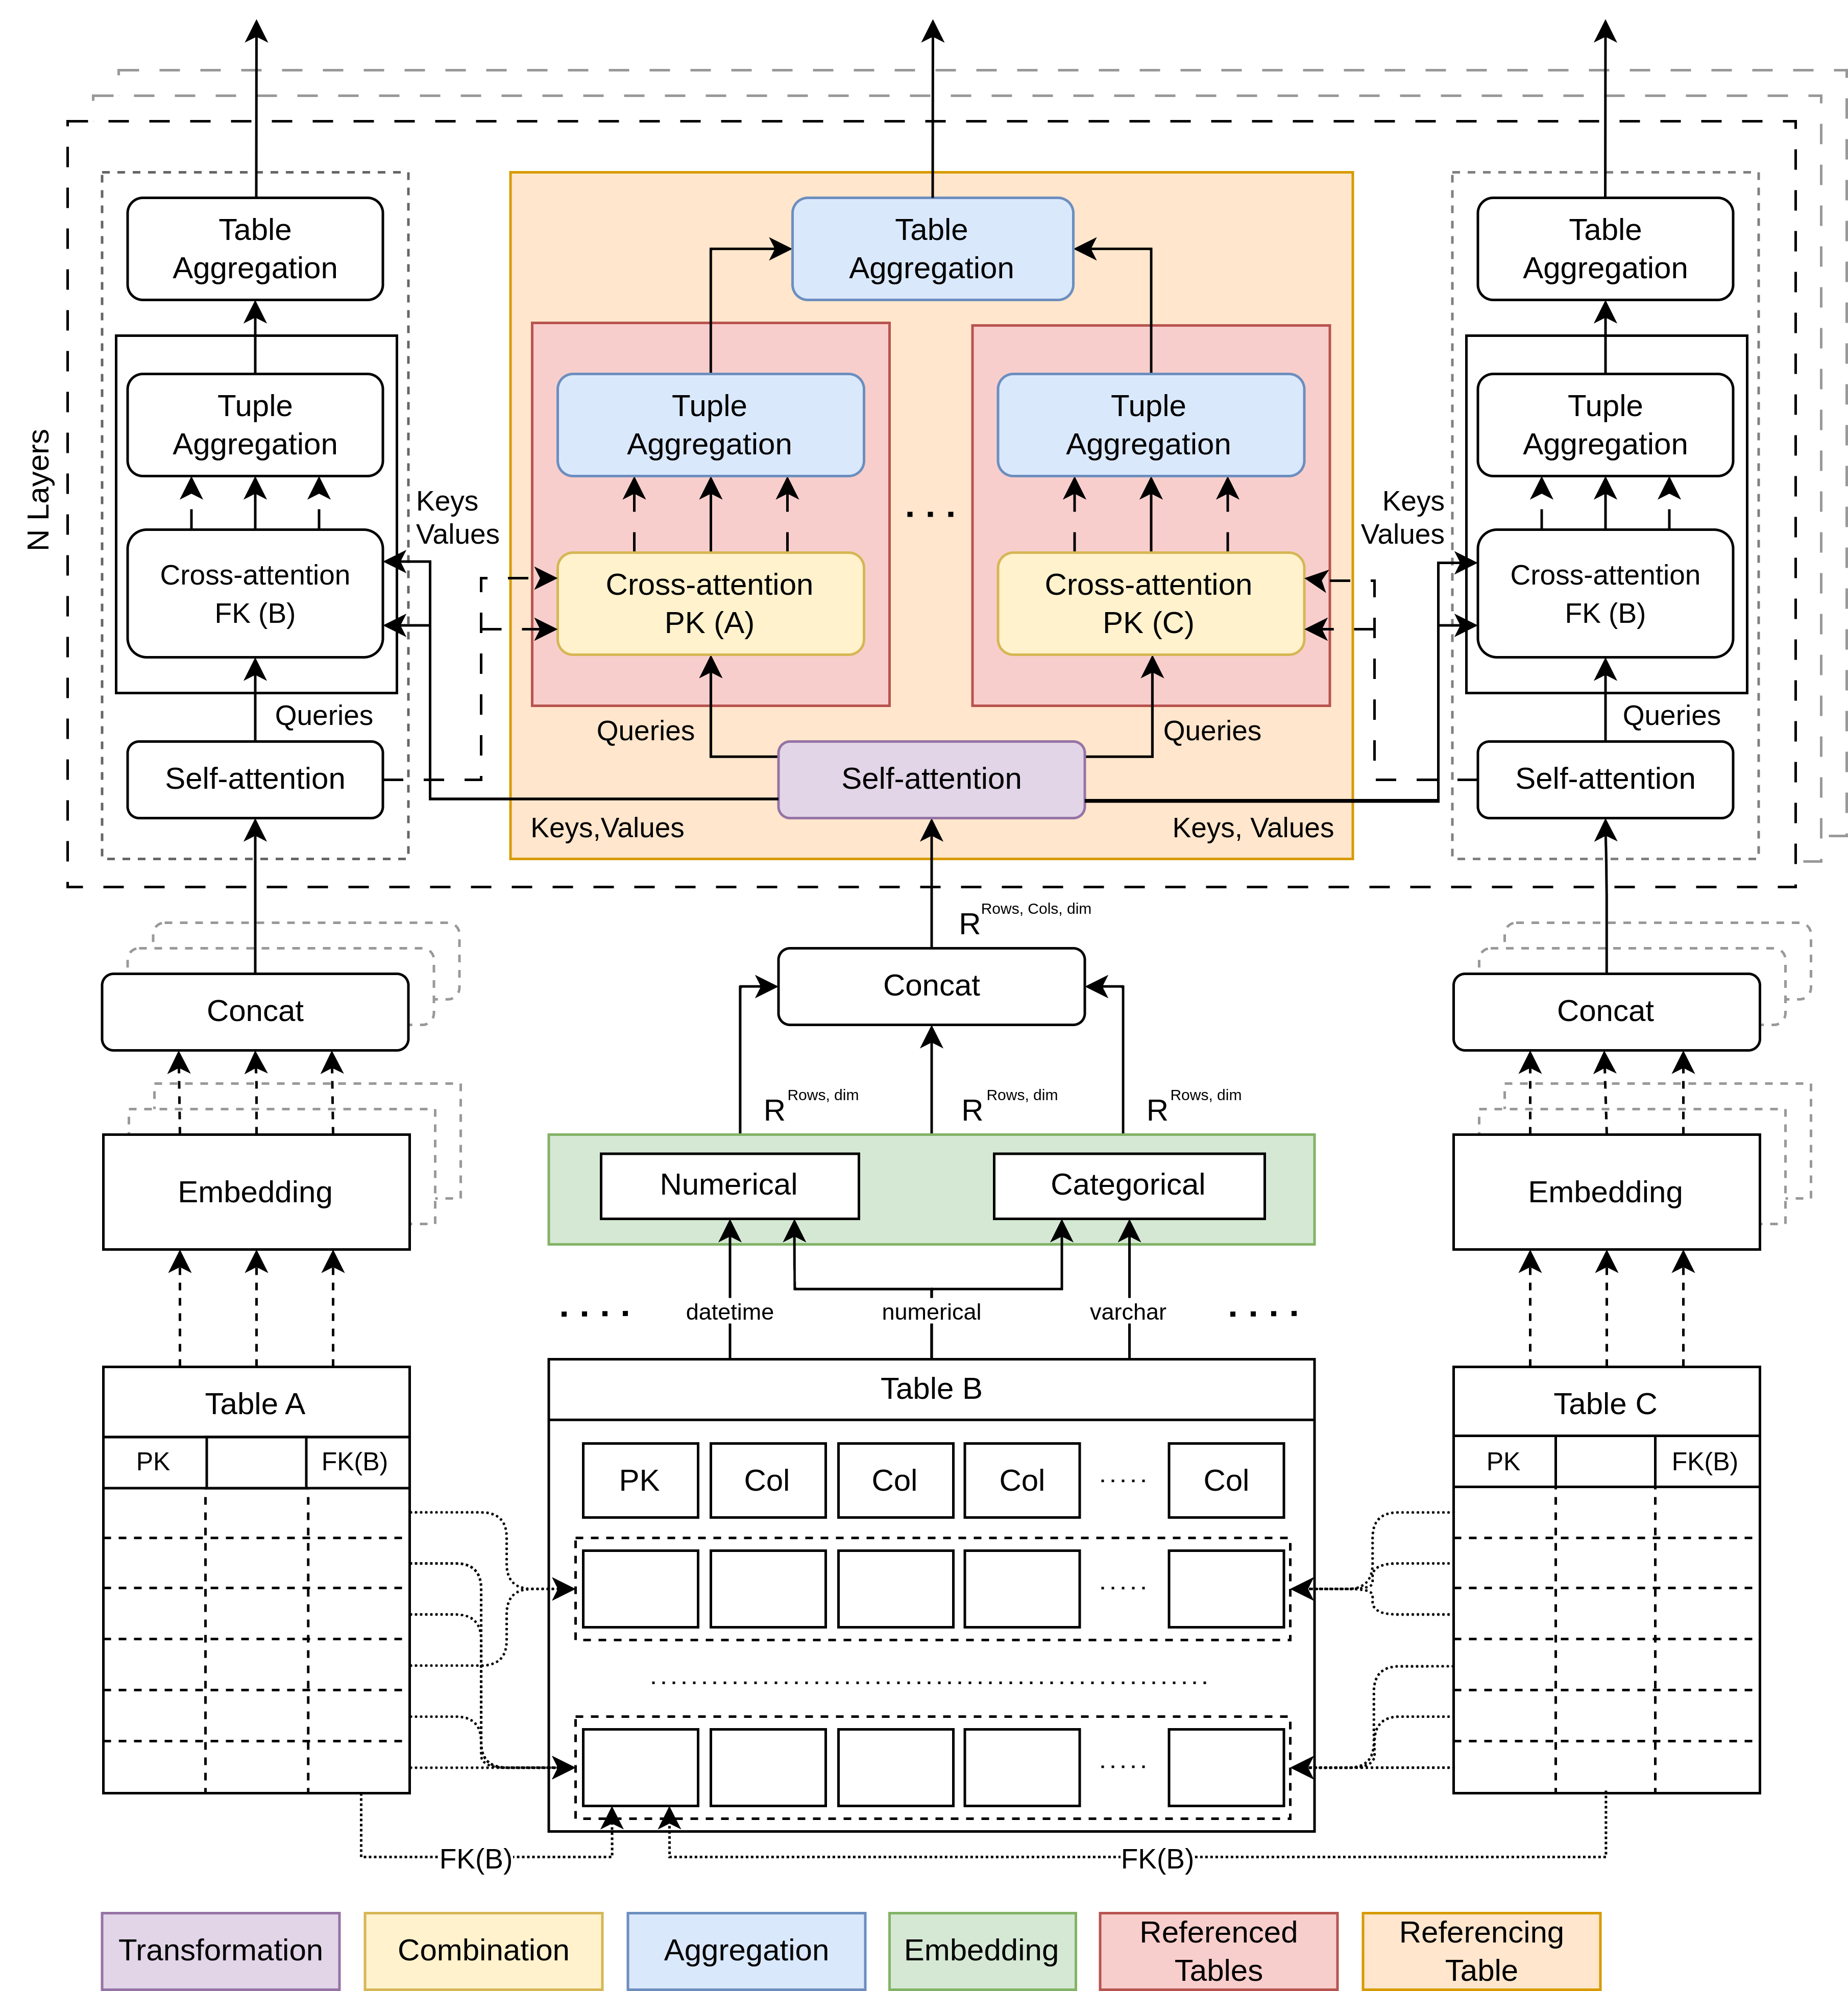 N Layers
Table
Aggregation
Tuple
Aggregation
Cross-attention
FK (B)
Queries
Self-attention
Keys
Values
Table
Aggregation
Tuple
Aggregation
Cross-attention
PK (A)
Queries
. . .
Tuple
Aggregation
Cross-attention
PK (C)
Queries
Self-attention
Keys,Values
Keys, Values
Keys
Values
Table
Aggregation
Tuple
Aggregation
Cross-attention
FK (B)
Queries
Self-attention
Concat
Embedding
R Rows, Cols, dim
Concat
R Rows, dim
R Rows, dim
R Rows, dim
Numerical
Categorical
. . . .
datetime
numerical
varchar
. . . .
Concat
Embedding
Table A
PK
FK(B)
Table B
PK
Col
Col
Col
.....
Col
.....
.....
Table C
PK
FK(B)
FK(B)
FK(B)
Transformation
Combination
Aggregation
Embedding
Referenced
Tables
Referencing
Table